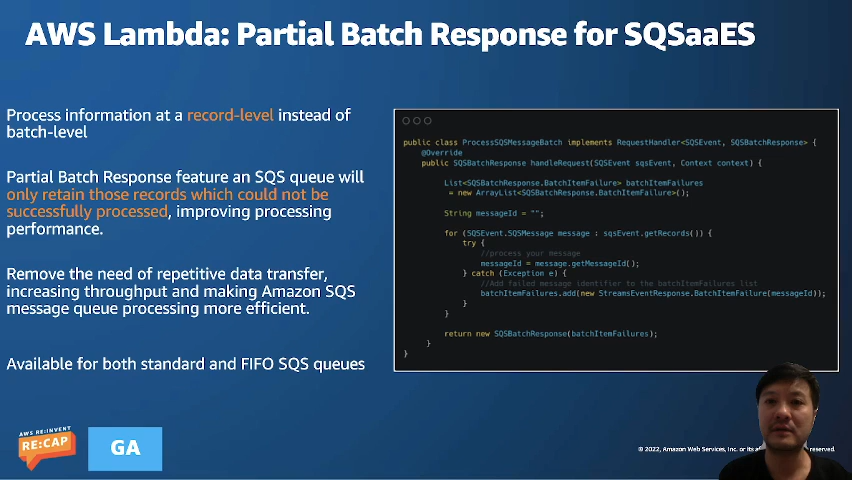 AWS Lambda: Partial Batch Response for SQSaaES
Process information at a record-level instead of
batch-level
Partial Batch Response feature an SQS queue will
only retain those records which could not be
successfully processed, improving processing
performance.
Remove the need of repetitive data transfer,
increasing throughput and making Amazon SQS
message queue processing more efficient.
Available for both standard and FIFO SQS queues
public class ProcessSQSMessageBatch implements RequestHandler<SQSEvent, SQSBatchResponse> {
@Override
public SQSBatchResponse handleRequest(SQSEvent sqsEvent, Context context) {
List<SQSBatchResponse.BatchItemFailure> batchItemFailures
= new ArrayList<SQSBatchResponse.BatchItemFailure>();
String messageId = "";
for (SQSEvent.SQSMessage message : sqsEvent.getRecords()) {
try {
//process your message
messageId = message.getMessageId();
} catch (Exception e) {
//Add failed message identifier to the batchItemFailures list
batchItemFailures.add(new StreamsEventResponse.BatchItemFailure(messageId));
}
}
return new SQSBatchResponse(batchItemFailures);
}
}
AWS RE:INVENT
RE:CAP
GA
© 2022, Amazon Web Services, Inc. or its reserved.